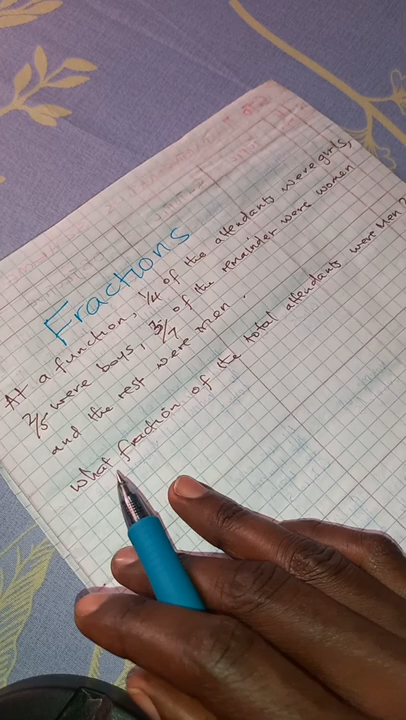 Fractions
At a function, 1/4 of the attendants were girls,
2/5 were boys, 3/7 of the remainder were women
and the rest were men.
What fraction of the total attendants were men?